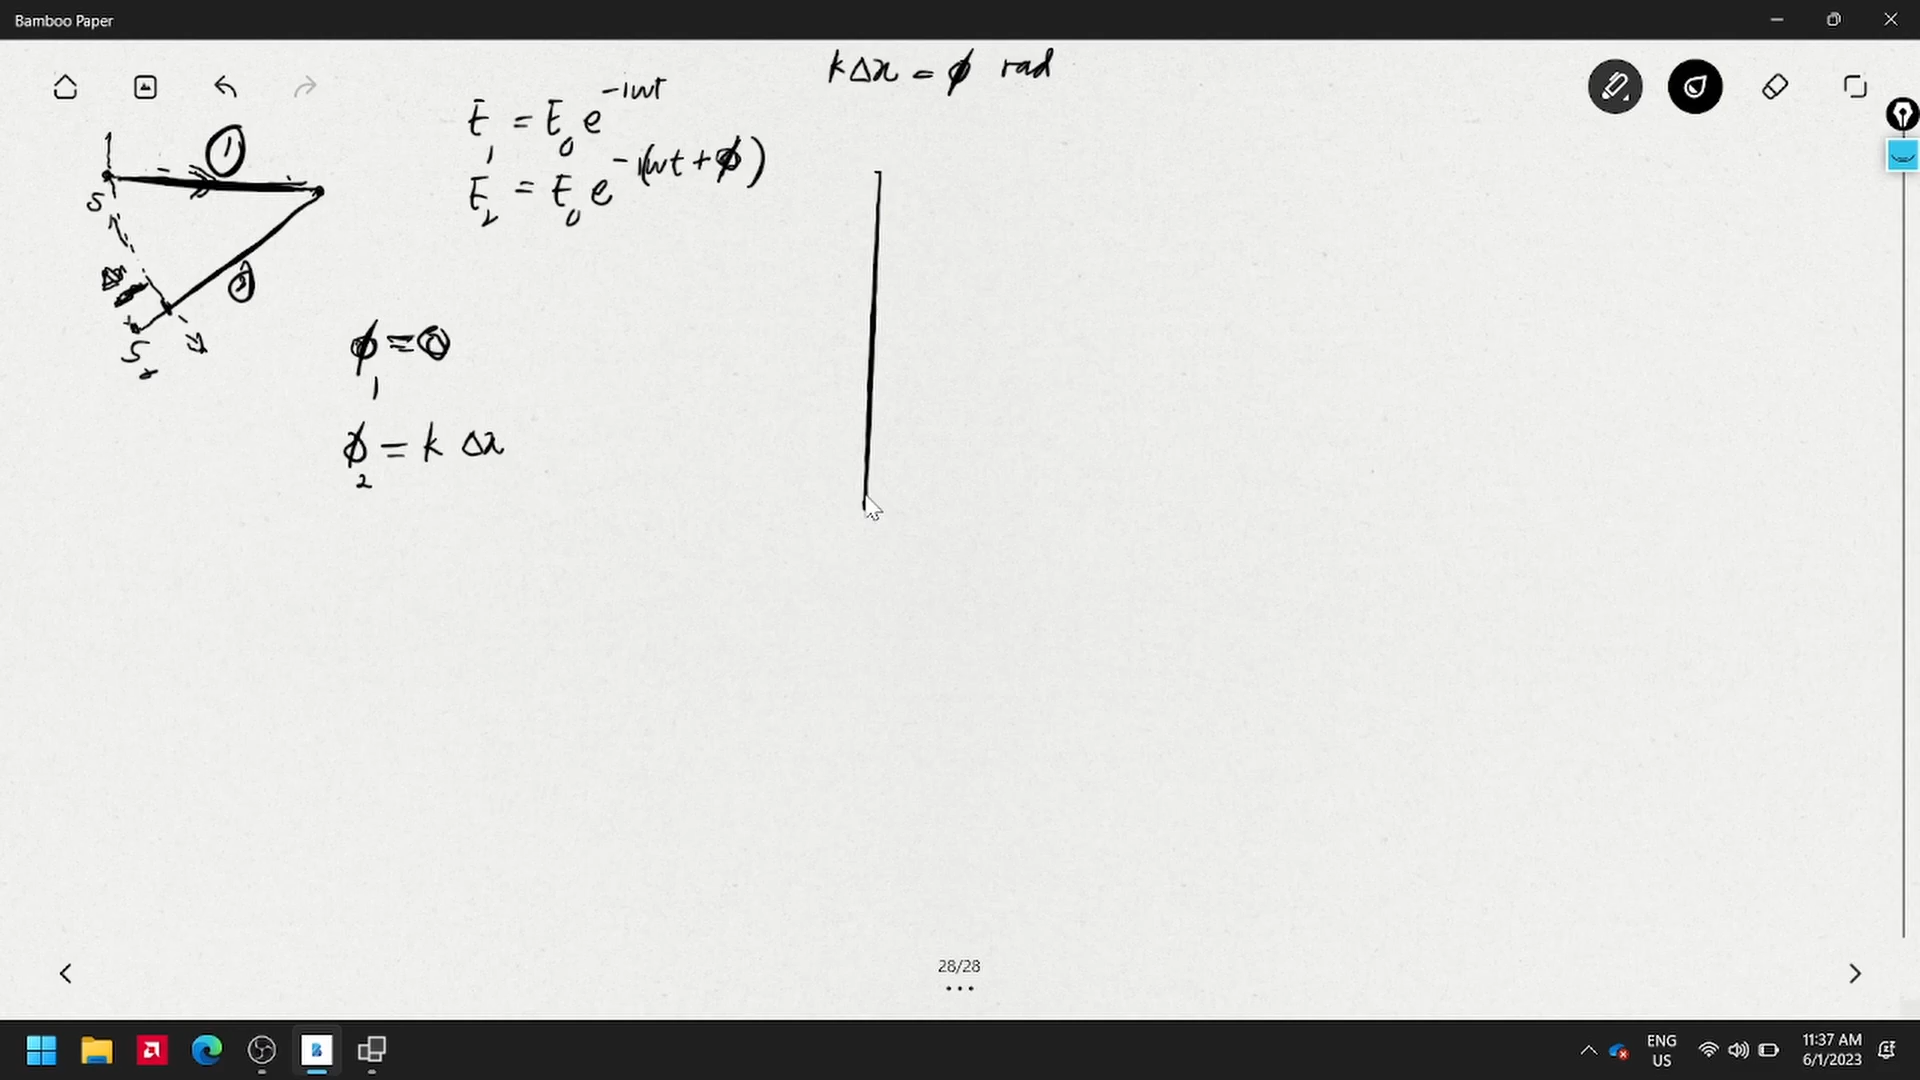 Bamboo Paper
kΔx = ϕ rad
E₁ = E₀ e^-iωt
E₂ = E₀ e^-i(ωt + ϕ)
①
S
②
Δx
S₂
ϕ₁ = 0
ϕ₂ = k Δx
28/28
ENG
US
11:37 AM
6/1/2023